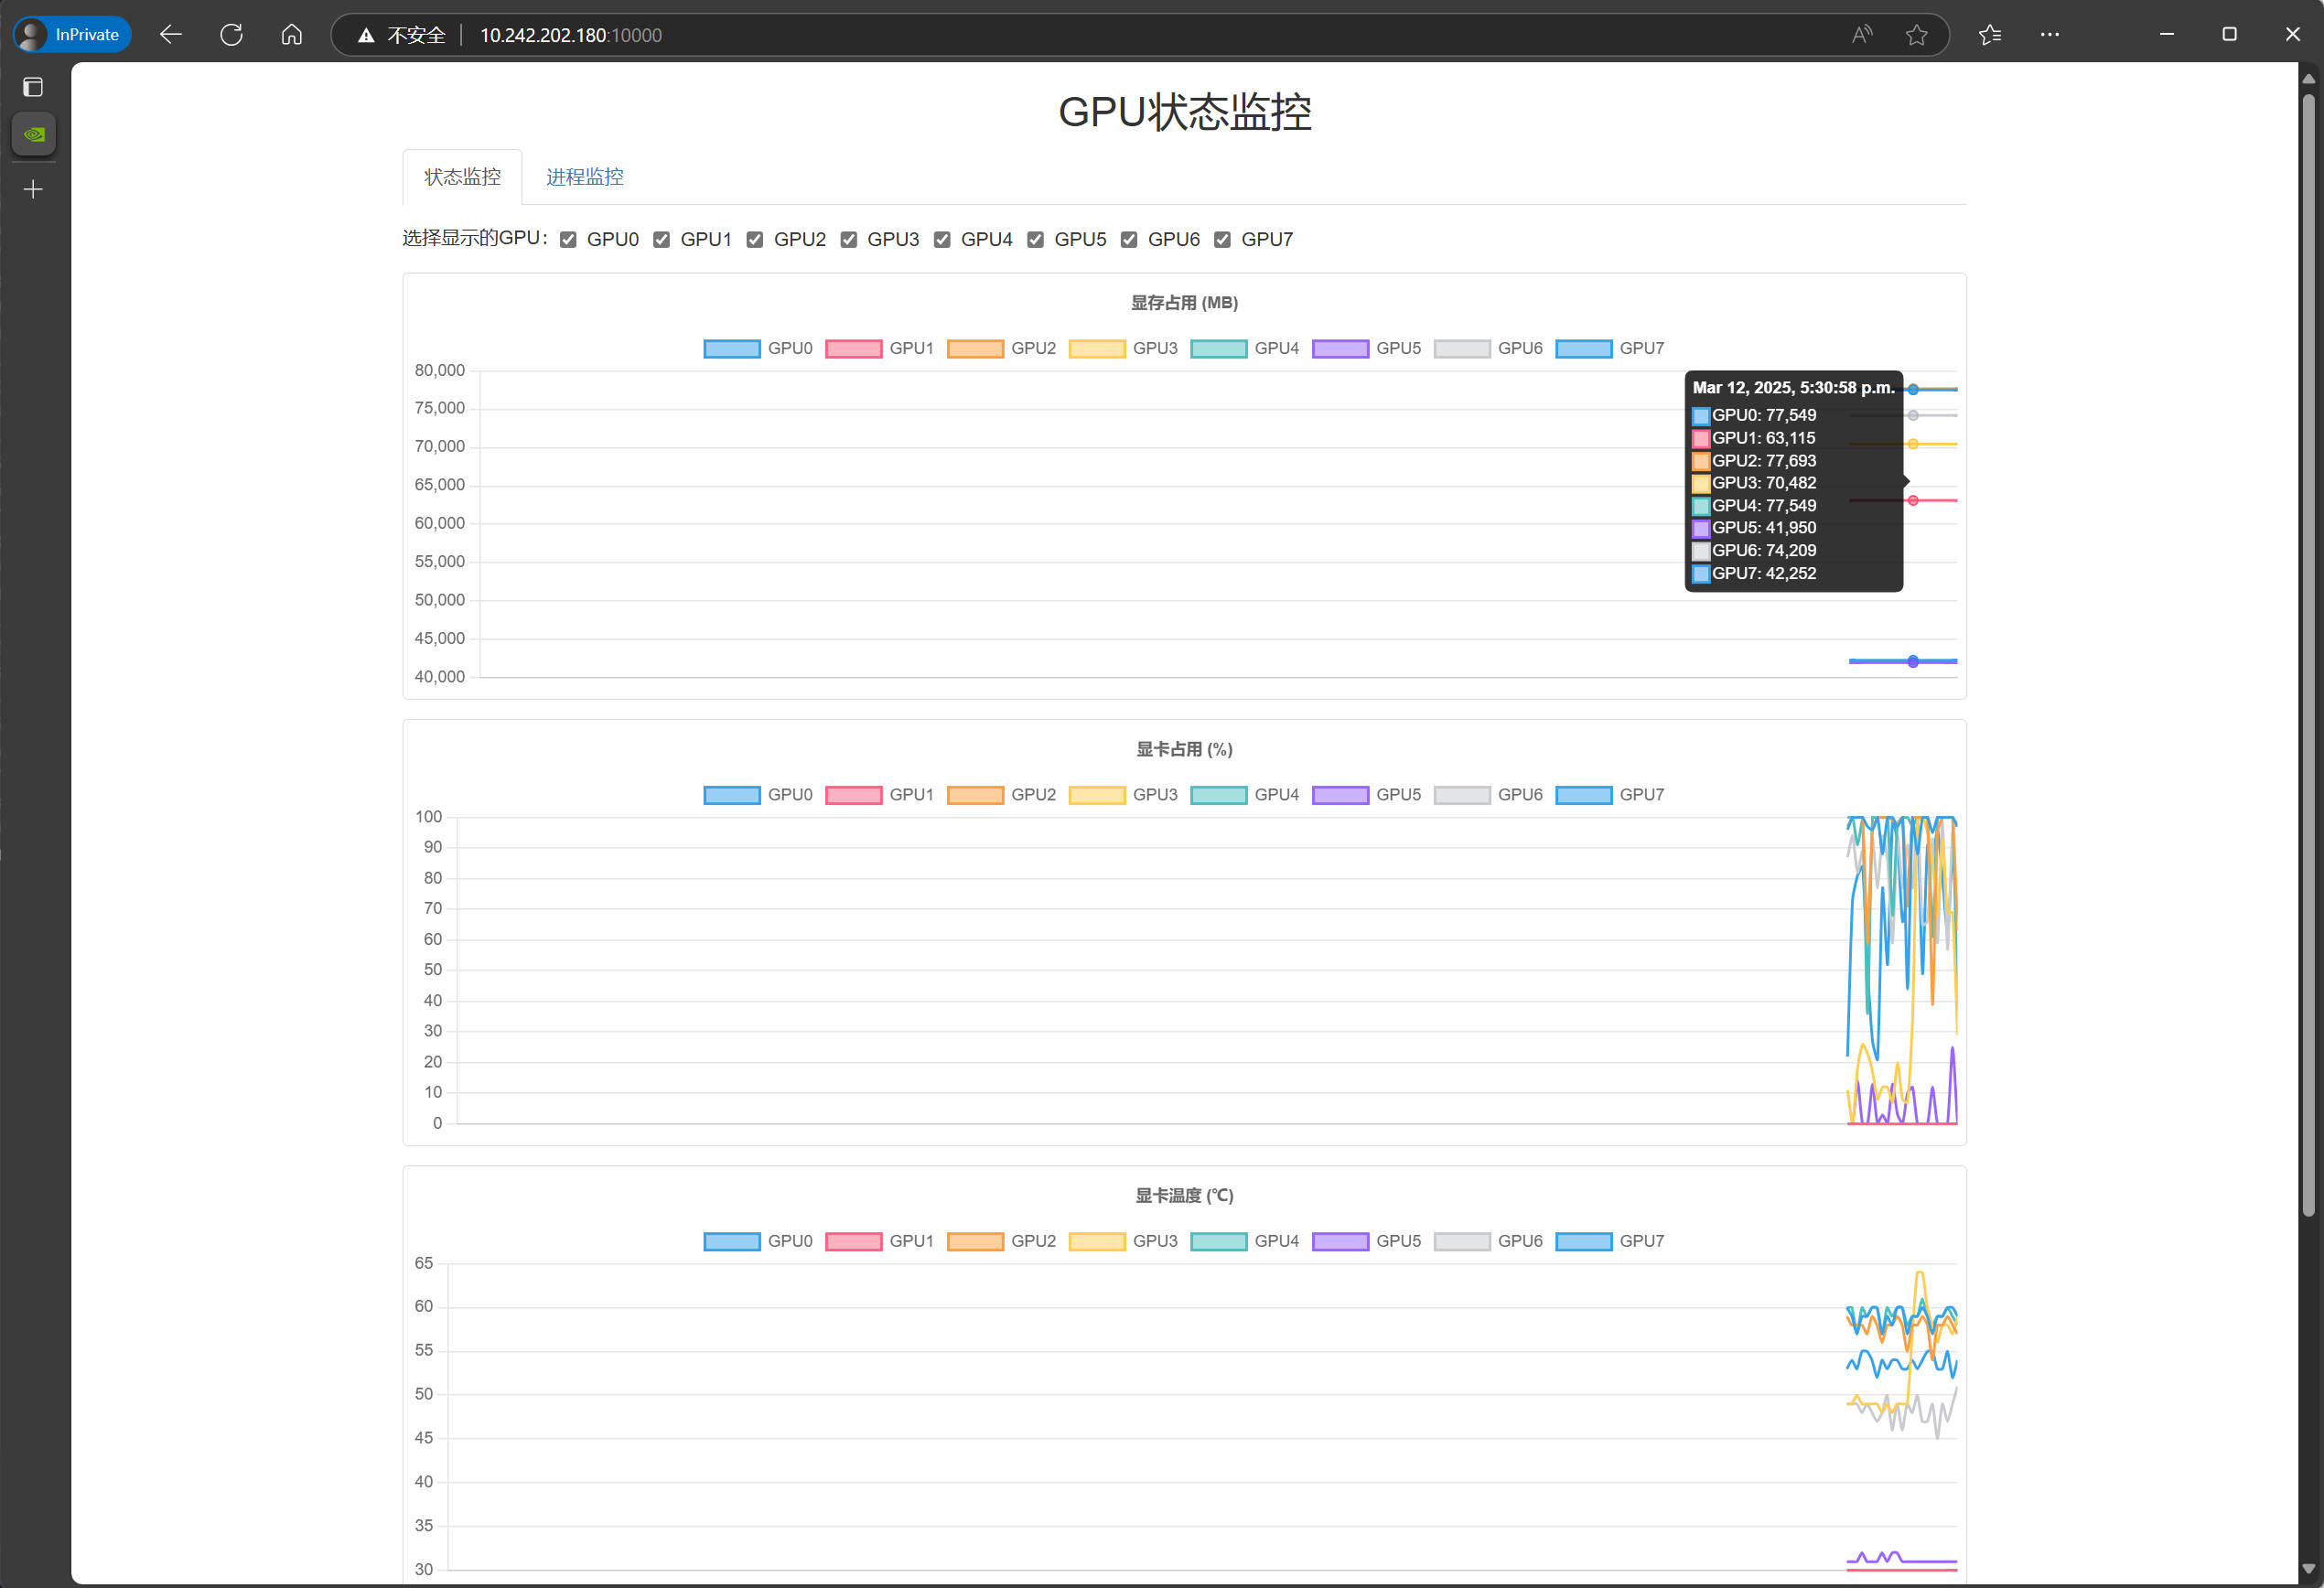 InPrivate
不安全 10.242.202.180:10000
GPU状态监控
状态监控 进程监控
选择显示的GPU: GPU0 GPU1 GPU2 GPU3 GPU4 GPU5 GPU6 GPU7
显存占用 (MB)
GPU0 GPU1 GPU2 GPU3 GPU4 GPU5 GPU6 GPU7
80,000
75,000
70,000
65,000
60,000
55,000
50,000
45,000
40,000
Mar 12, 2025, 5:30:58 p.m.
GPU0: 77,549
GPU1: 63,115
GPU2: 77,693
GPU3: 70,482
GPU4: 77,549
GPU5: 41,950
GPU6: 74,209
GPU7: 42,252
显卡占用 (%)
GPU0 GPU1 GPU2 GPU3 GPU4 GPU5 GPU6 GPU7
100
90
80
70
60
50
40
30
20
10
0
显卡温度 (℃)
GPU0 GPU1 GPU2 GPU3 GPU4 GPU5 GPU6 GPU7
65
60
55
50
45
40
35
30